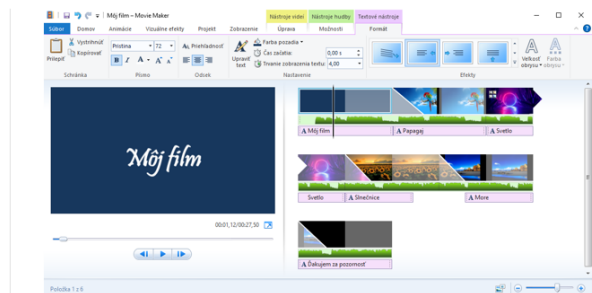 Môj film - Movie Maker
Nástroje videí Nástroje hudby Textové nástroje
Súbor Domov Animácie Vizuálne efekty Projekt Zobrazenie Úprava Možnosti Formát
Prilepiť
Vystrihnúť
Kopírovať
Schránka
Pristina 72
B I A A A
Písmo
Priehľadnosť
Odsek
Upraviť text
Farba pozadia
Čas začatia: 0,00 s
Trvanie zobrazenia textu: 4,00
Nastavenie
Efekty
Veľkosť obrysu
Farba obrysu
Môj film
00:01,12/00:27,50
A Môj film
A Papagaj
A Svetlo
Svetlo
A Slnečnice
A More
A Ďakujem za pozornosť
Položka 1 z 6